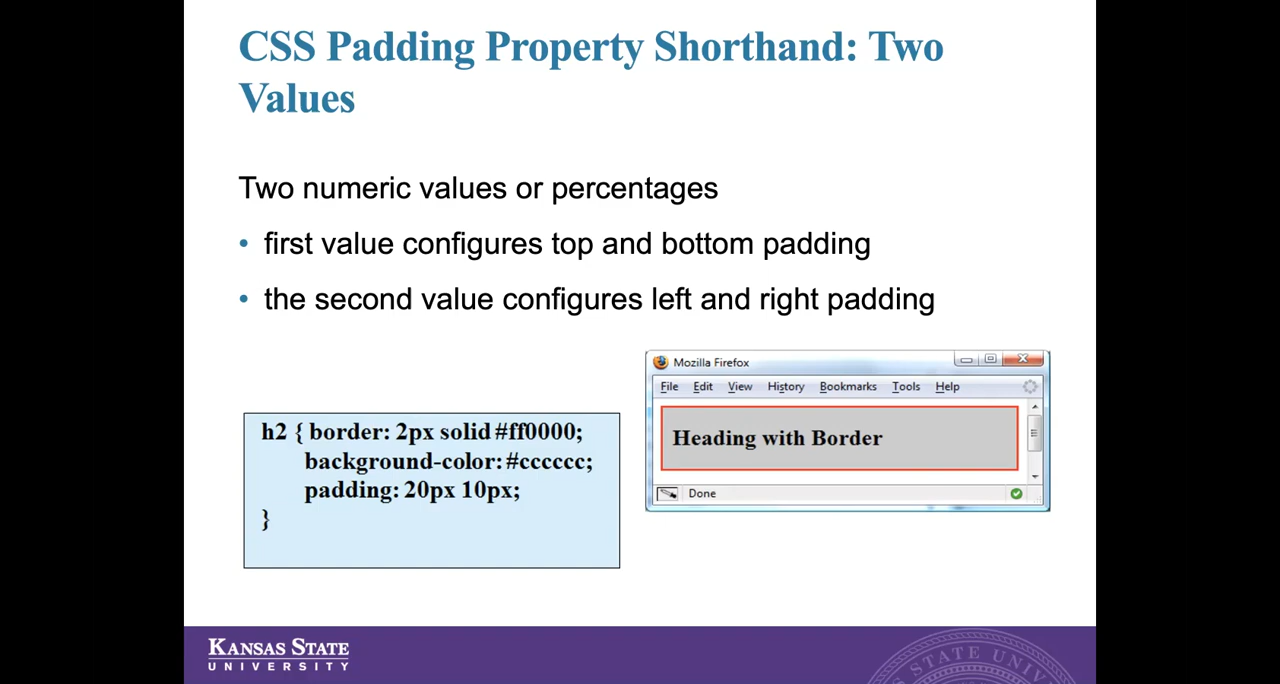 CSS Padding Property Shorthand: Two
Values
Two numeric values or percentages
• first value configures top and bottom padding
• the second value configures left and right padding
h2 { border: 2px solid #ff0000;
background-color: #cccccc;
padding: 20px 10px;
}
Mozilla Firefox
File Edit View History Bookmarks Tools Help
Heading with Border
Done
KANSAS STATE
UNIVERSITY
STATE UNIV